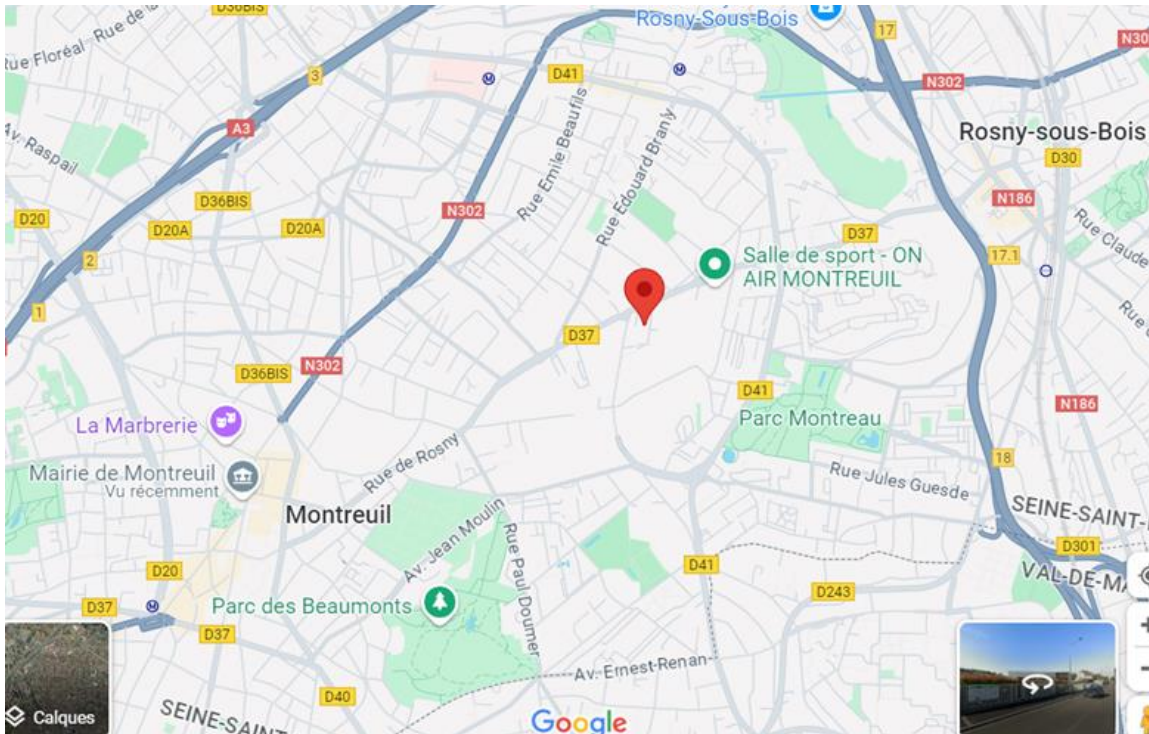 D36BIS
Rosny-Sous-Bois
17
Rue Floréal
3
D41
N302
A3
Av. Raspail
Rue Emile Beaufils
Rue Edouard Branly
Rosny-sous-Bois
D30
D36BIS
N302
N186
D20
D20A
D20A
D37
Rue Claude
2
17.1
Salle de sport - ON
AIR MONTREUIL
1
D37
N302
D36BIS
D41
N186
La Marbrerie
Parc Montreau
Mairie de Montreuil
Vu récemment
Rue de Rosny
18
Rue Jules Guesde
Montreuil
Av. Jean Moulin
Rue Paul Doumer
SEINE-SAINT-
D301
D20
D41
VAL-DE-MA
D243
D37
Parc des Beaumonts
D37
Av. Ernest-Renan
D40
SEINE-SAINT
Calques
Google